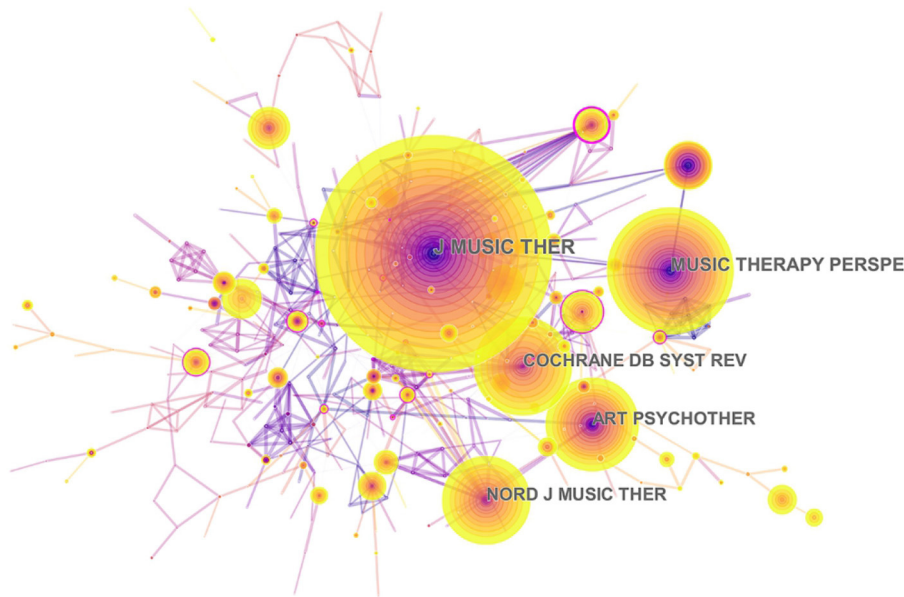 J MUSIC THER
MUSIC THERAPY PERSPE
COCHRANE DB SYST REV
ART PSYCHOTHER
NORD J MUSIC THER